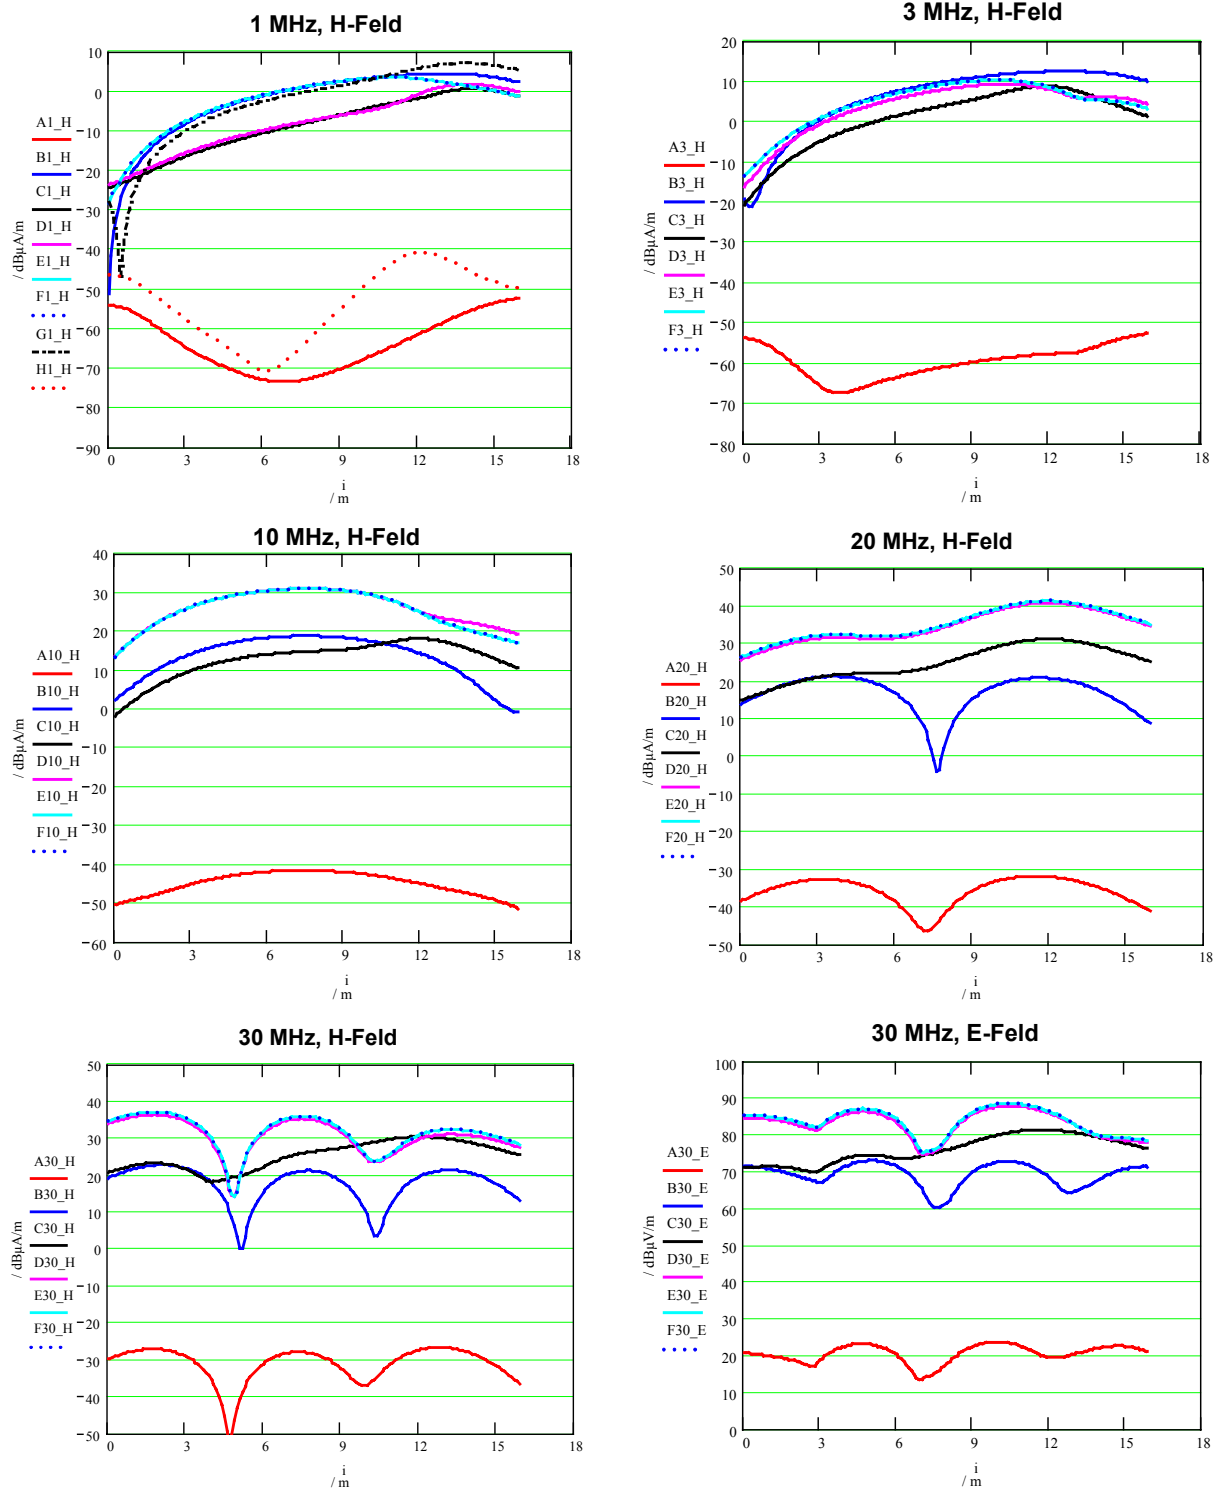 1 MHz, H-Feld
10
0
−10
−20
−30
−40
−50
−60
−70
−80
−90
A1_H
B1_H
C1_H
D1_H
E1_H
F1_H
G1_H
H1_H
/ dBµA/m
0 3 6 9 12 15 18
i
/ m
3 MHz, H-Feld
20
10
0
−10
−20
−30
−40
−50
−60
−70
−80
A3_H
B3_H
C3_H
D3_H
E3_H
F3_H
/ dBµA/m
0 3 6 9 12 15 18
i
/ m
10 MHz, H-Feld
40
30
20
10
0
−10
−20
−30
−40
−50
−60
A10_H
B10_H
C10_H
D10_H
E10_H
F10_H
/ dBµA/m
0 3 6 9 12 15 18
i
/ m
20 MHz, H-Feld
50
40
30
20
10
0
−10
−20
−30
−40
−50
A20_H
B20_H
C20_H
D20_H
E20_H
F20_H
/ dBµA/m
0 3 6 9 12 15 18
i
/ m
30 MHz, H-Feld
50
40
30
20
10
0
−10
−20
−30
−40
−50
A30_H
B30_H
C30_H
D30_H
E30_H
F30_H
/ dBµA/m
0 3 6 9 12 15 18
i
/ m
30 MHz, E-Feld
100
90
80
70
60
50
40
30
20
10
0
A30_E
B30_E
C30_E
D30_E
E30_E
F30_E
/ dBµV/m
0 3 6 9 12 15 18
i
/ m